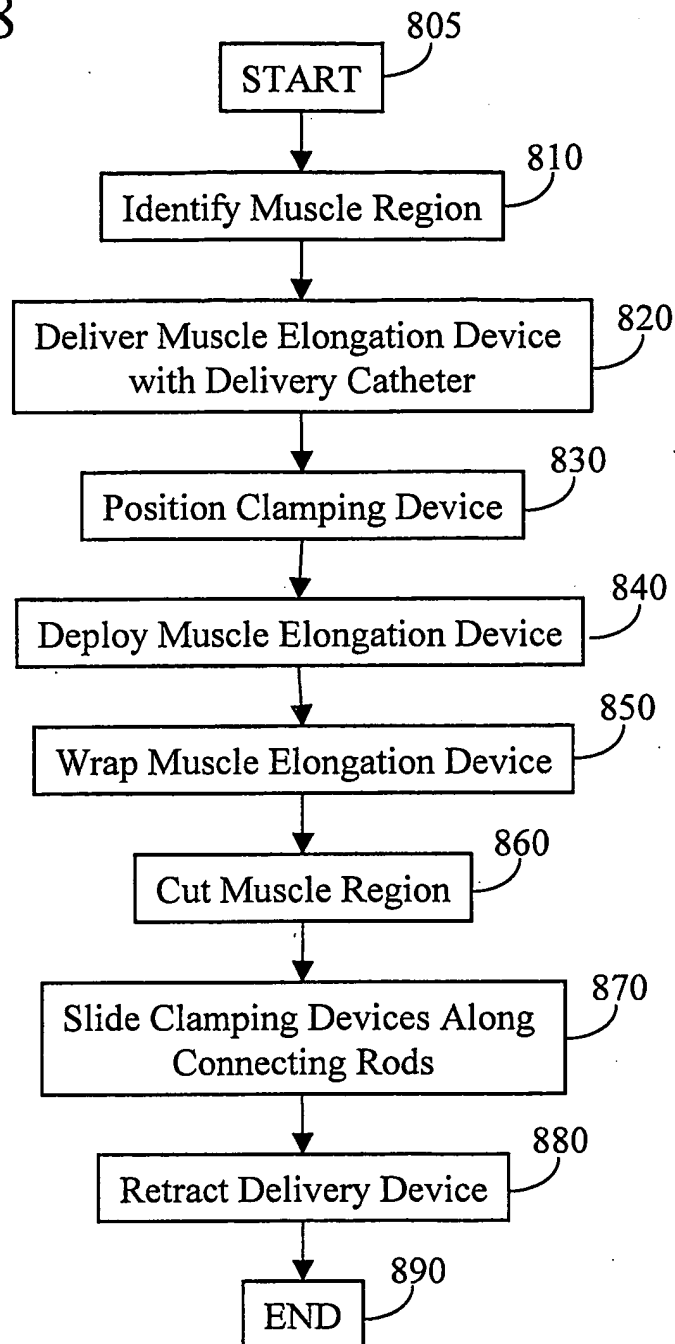 8
805
START
810
Identify Muscle Region
820
Deliver Muscle Elongation Device
with Delivery Catheter
830
Position Clamping Device
840
Deploy Muscle Elongation Device
850
Wrap Muscle Elongation Device
860
Cut Muscle Region
870
Slide Clamping Devices Along
Connecting Rods
880
Retract Delivery Device
890
END